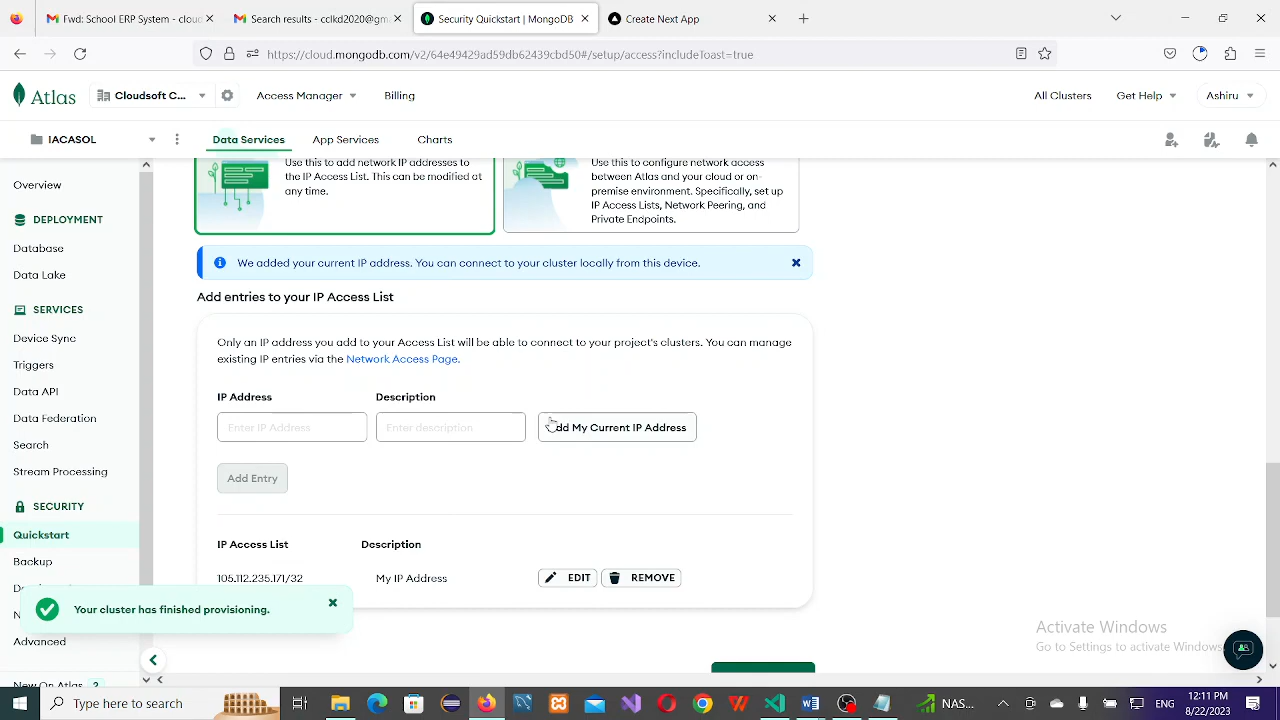 Fwd: School ERP System - clouc
Search results - cclkd2020@gm
Security Quickstart | MongoDB
Create Next App
https://cloud.mongodb.com/v2/64e49429ad59db62439cbd50#/setup/access?includeToast=true
Atlas
Cloudsoft C...
Access Manager
Billing
All Clusters
Get Help
Ashiru
IACASOL
Data Services
App Services
Charts
Overview
DEPLOYMENT
Database
Data Lake
SERVICES
Device Sync
Triggers
Data API
Data Federation
Search
Stream Processing
SECURITY
Quickstart
Backup
Advanced
New On Atlas 2
Use this to add network IP addresses to
the IP Access List. This can be modified at
any time.
Use this to configure network access
between Atlas and your cloud or on-
premise environment. Specifically, set up
IP Access Lists, Network Peering, and
Private Endpoints.
We added your current IP address. You can connect to your cluster locally from this device.
Add entries to your IP Access List
Only an IP address you add to your Access List will be able to connect to your project's clusters. You can manage
existing IP entries via the Network Access Page.
IP Address
Description
Enter IP Address
Enter description
Add My Current IP Address
Add Entry
IP Access List
Description
105.112.235.171/32
My IP Address
EDIT
REMOVE
Your cluster has finished provisioning.
Activate Windows
Go to Settings to activate Windows.
Type here to search
NAS...
ENG
12:11 PM
8/22/2023